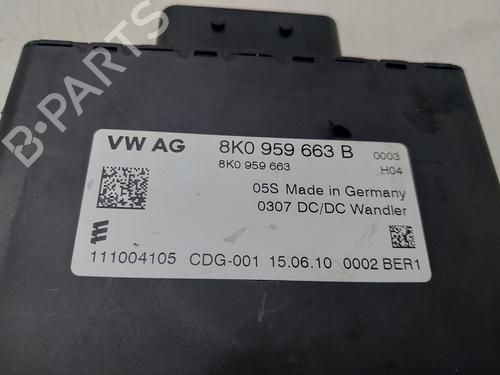 VW AG 8K0 959 663 B 0003
8K0 959 663 H04
05S Made in Germany
0307 DC/DC Wandler
111004105 CDG-001 15.06.10 0002 BER1
B-PARTS